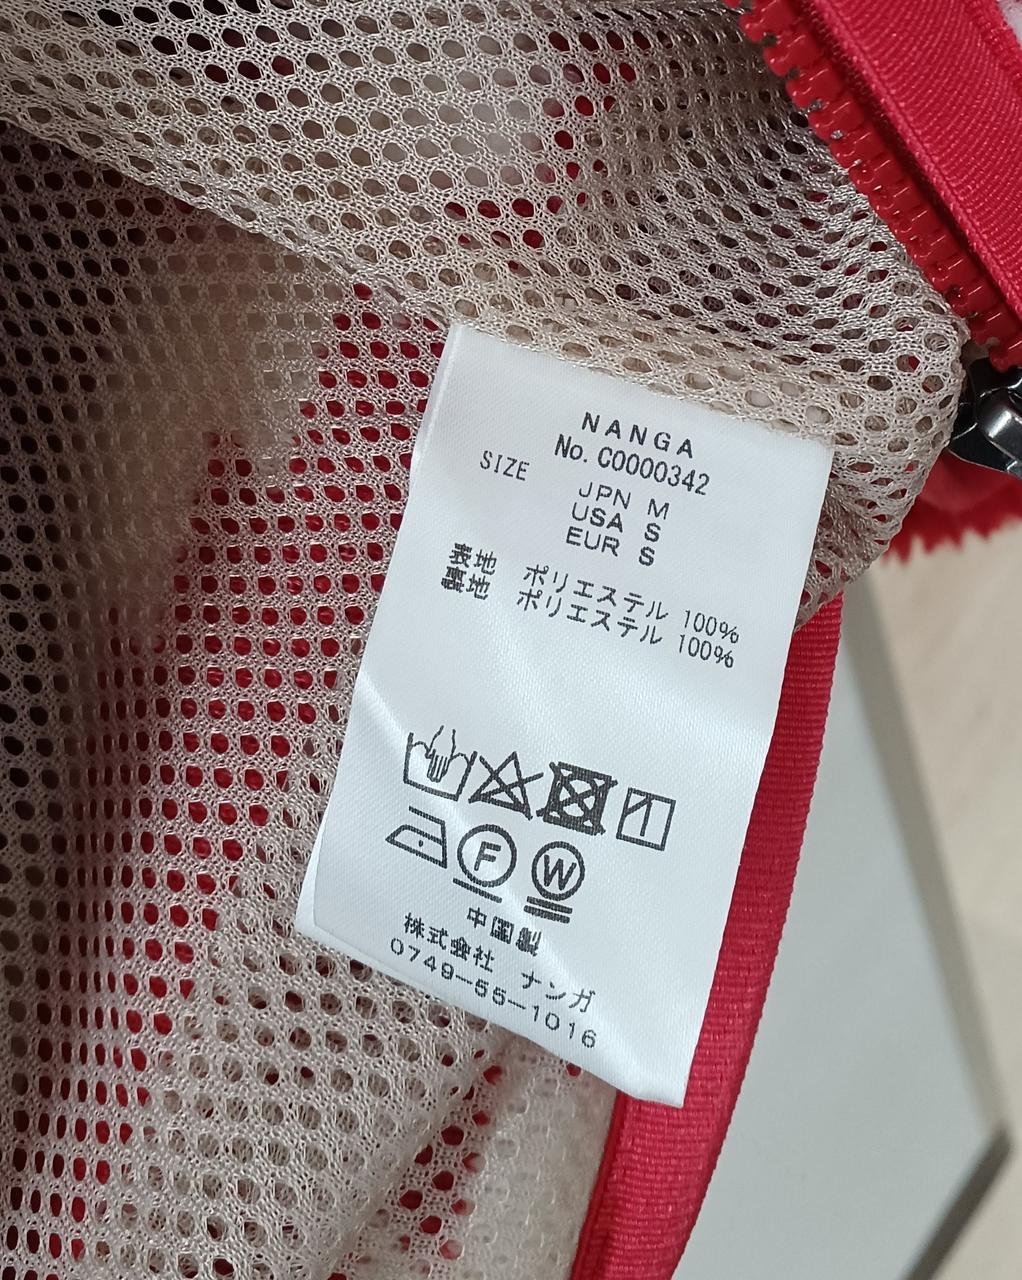 NANGA
No. C0000342
SIZE JPN M
USA S
EUR S
表地 ポリエステル 100%
裏地 ポリエステル 100%
F W
中国製
株式会社 ナンガ
0749-55-1016